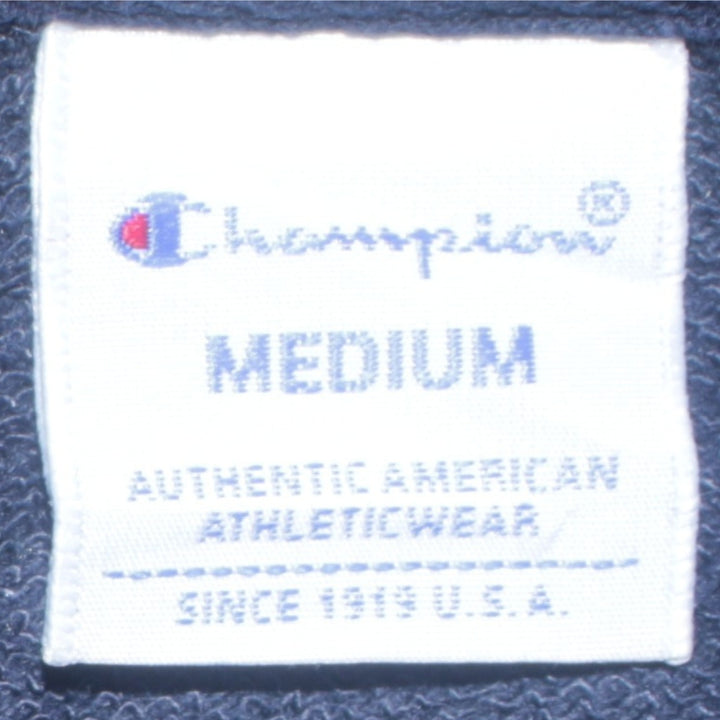 Champion®
MEDIUM
AUTHENTIC AMERICAN
ATHLETICWEAR
SINCE 1919 U.S.A.